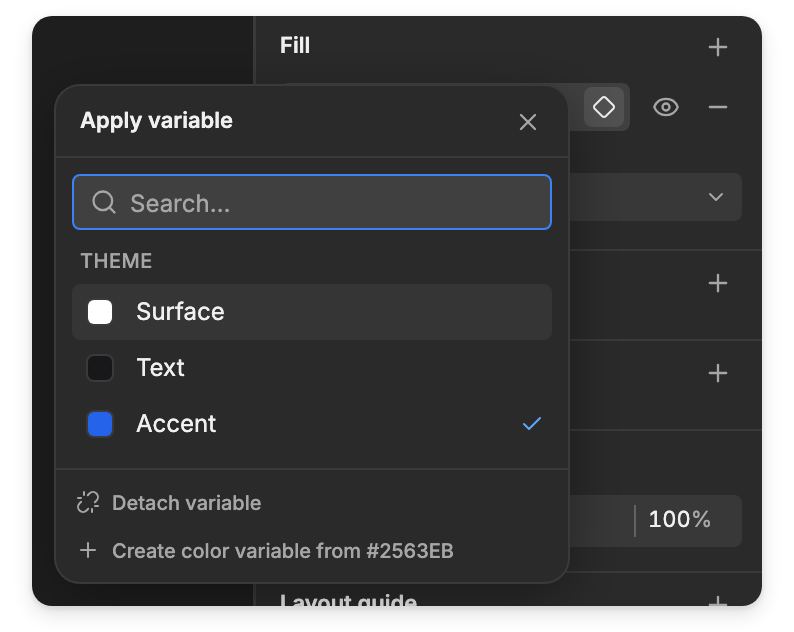 Fill
Apply variable
Search...
THEME
Surface
Text
Accent
Detach variable
100%
Create color variable from #2563EB
Layout guide